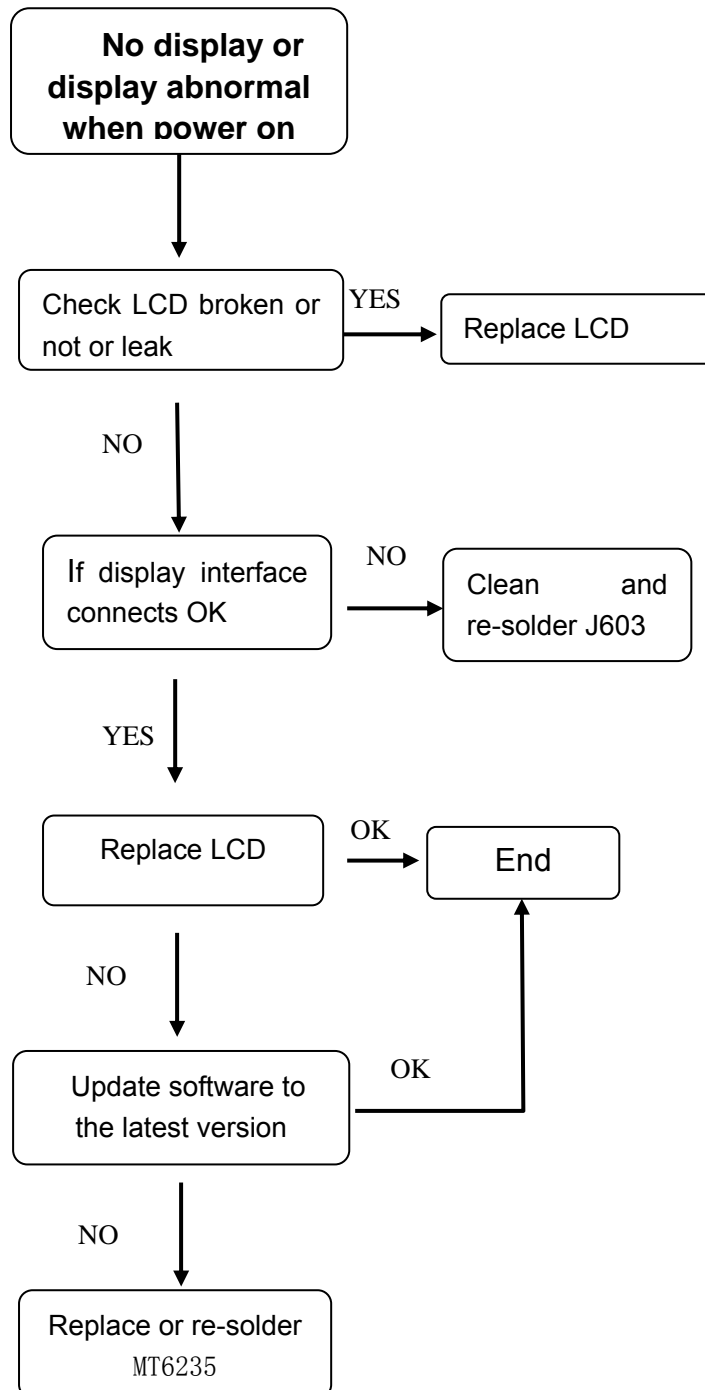 No display or
display abnormal
when power on
Check LCD broken or
not or leak
YES
Replace LCD
NO
If display interface
connects OK
NO
Clean and
re-solder J603
YES
Replace LCD
OK
End
NO
Update software to
the latest version
OK
NO
Replace or re-solder
MT6235